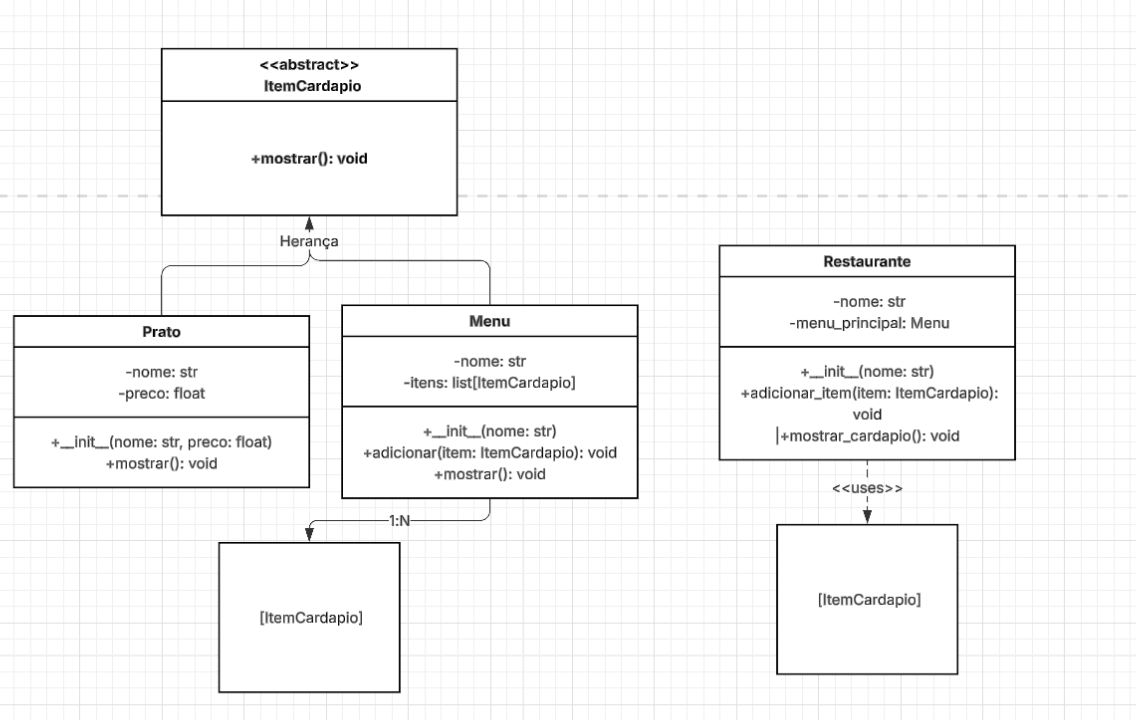 <<abstract>>
ItemCardapio
+mostrar(): void
Herança
Prato
-nome: str
-preco: float
+__init__(nome: str, preco: float)
+mostrar(): void
Menu
-nome: str
-itens: list[ItemCardapio]
+__init__(nome: str)
+adicionar(item: ItemCardapio): void
+mostrar(): void
1:N
[ItemCardapio]
Restaurante
-nome: str
-menu_principal: Menu
+__init__(nome: str)
+adicionar_item(item: ItemCardapio):
void
+mostrar_cardapio(): void
<<uses>>
[ItemCardapio]